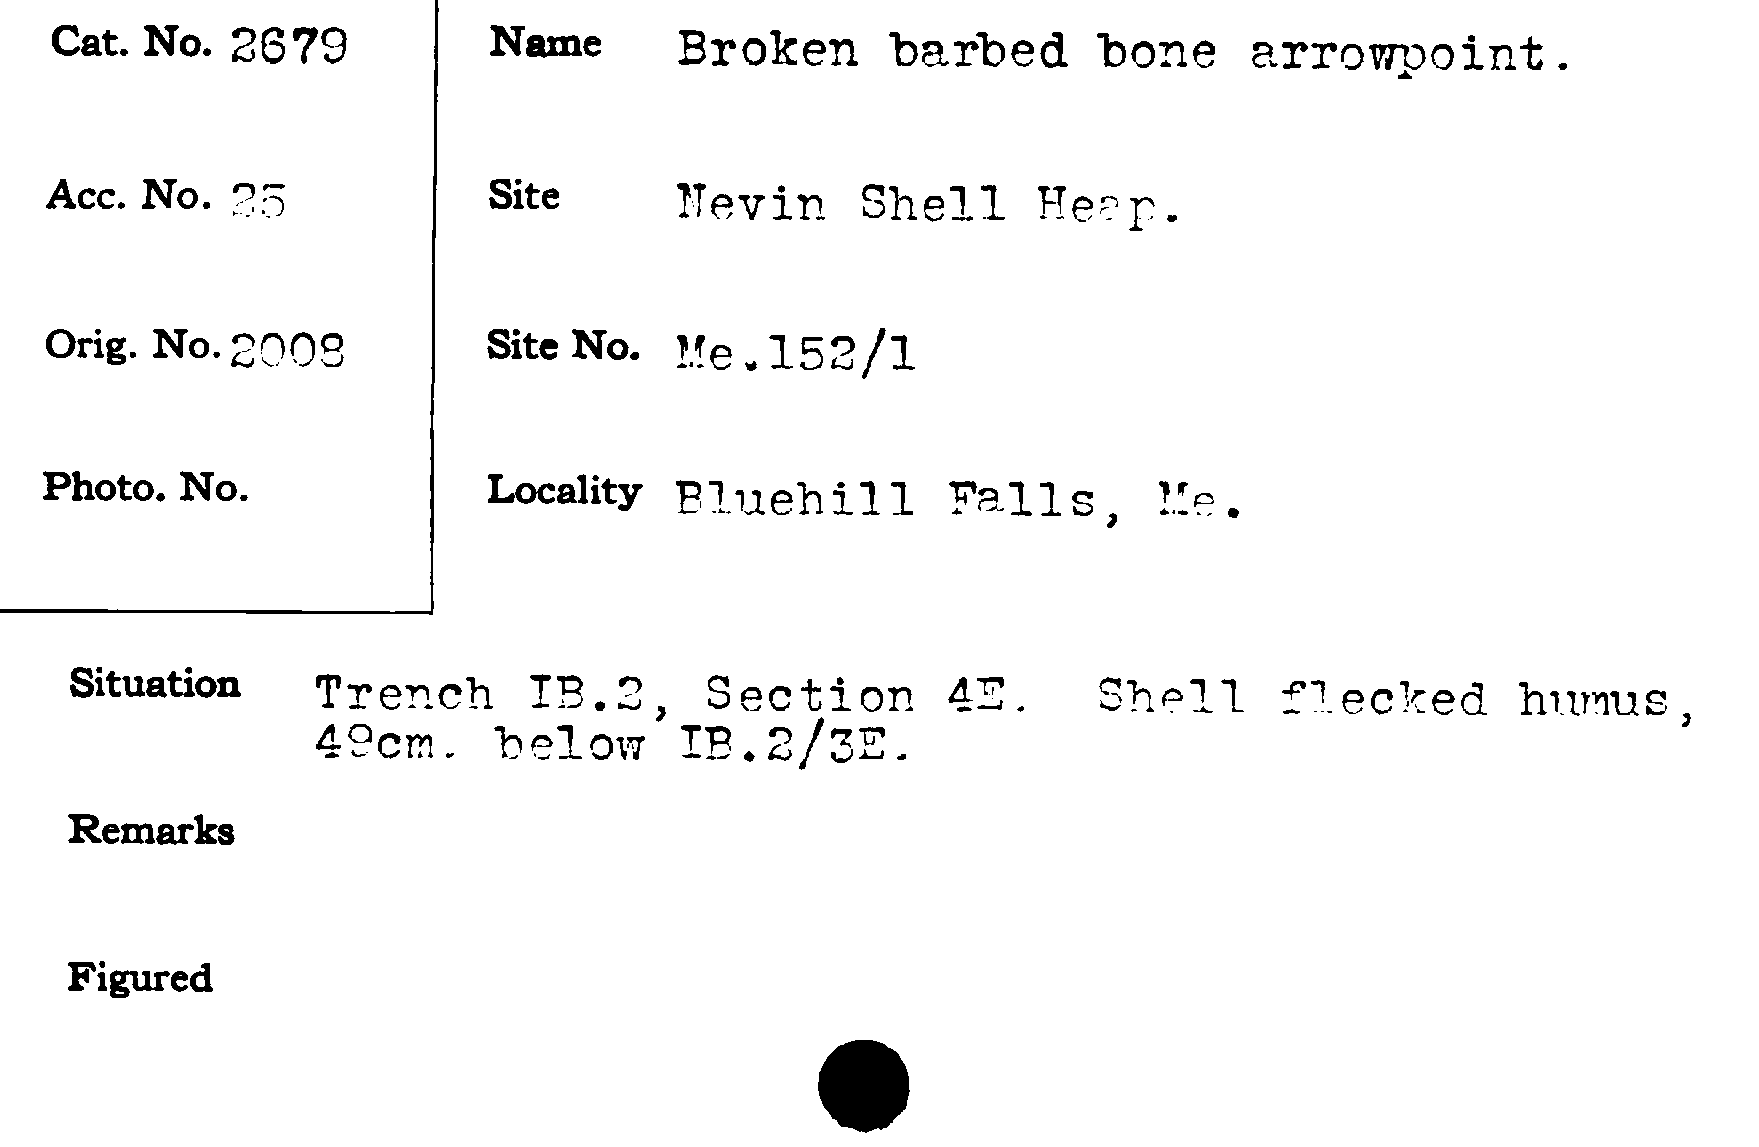 Cat. No. 2679
Name Broken barbed bone arrowpoint.
Acc. No. 25
Site Nevin Shell Heap.
Orig. No. 2008
Site No. Me.152/1
Photo. No.
Locality Bluehill Falls, Me.
Situation Trench IB.2, Section 4E. Shell flecked humus,
49cm. below IB.2/3E.
Remarks
Figured